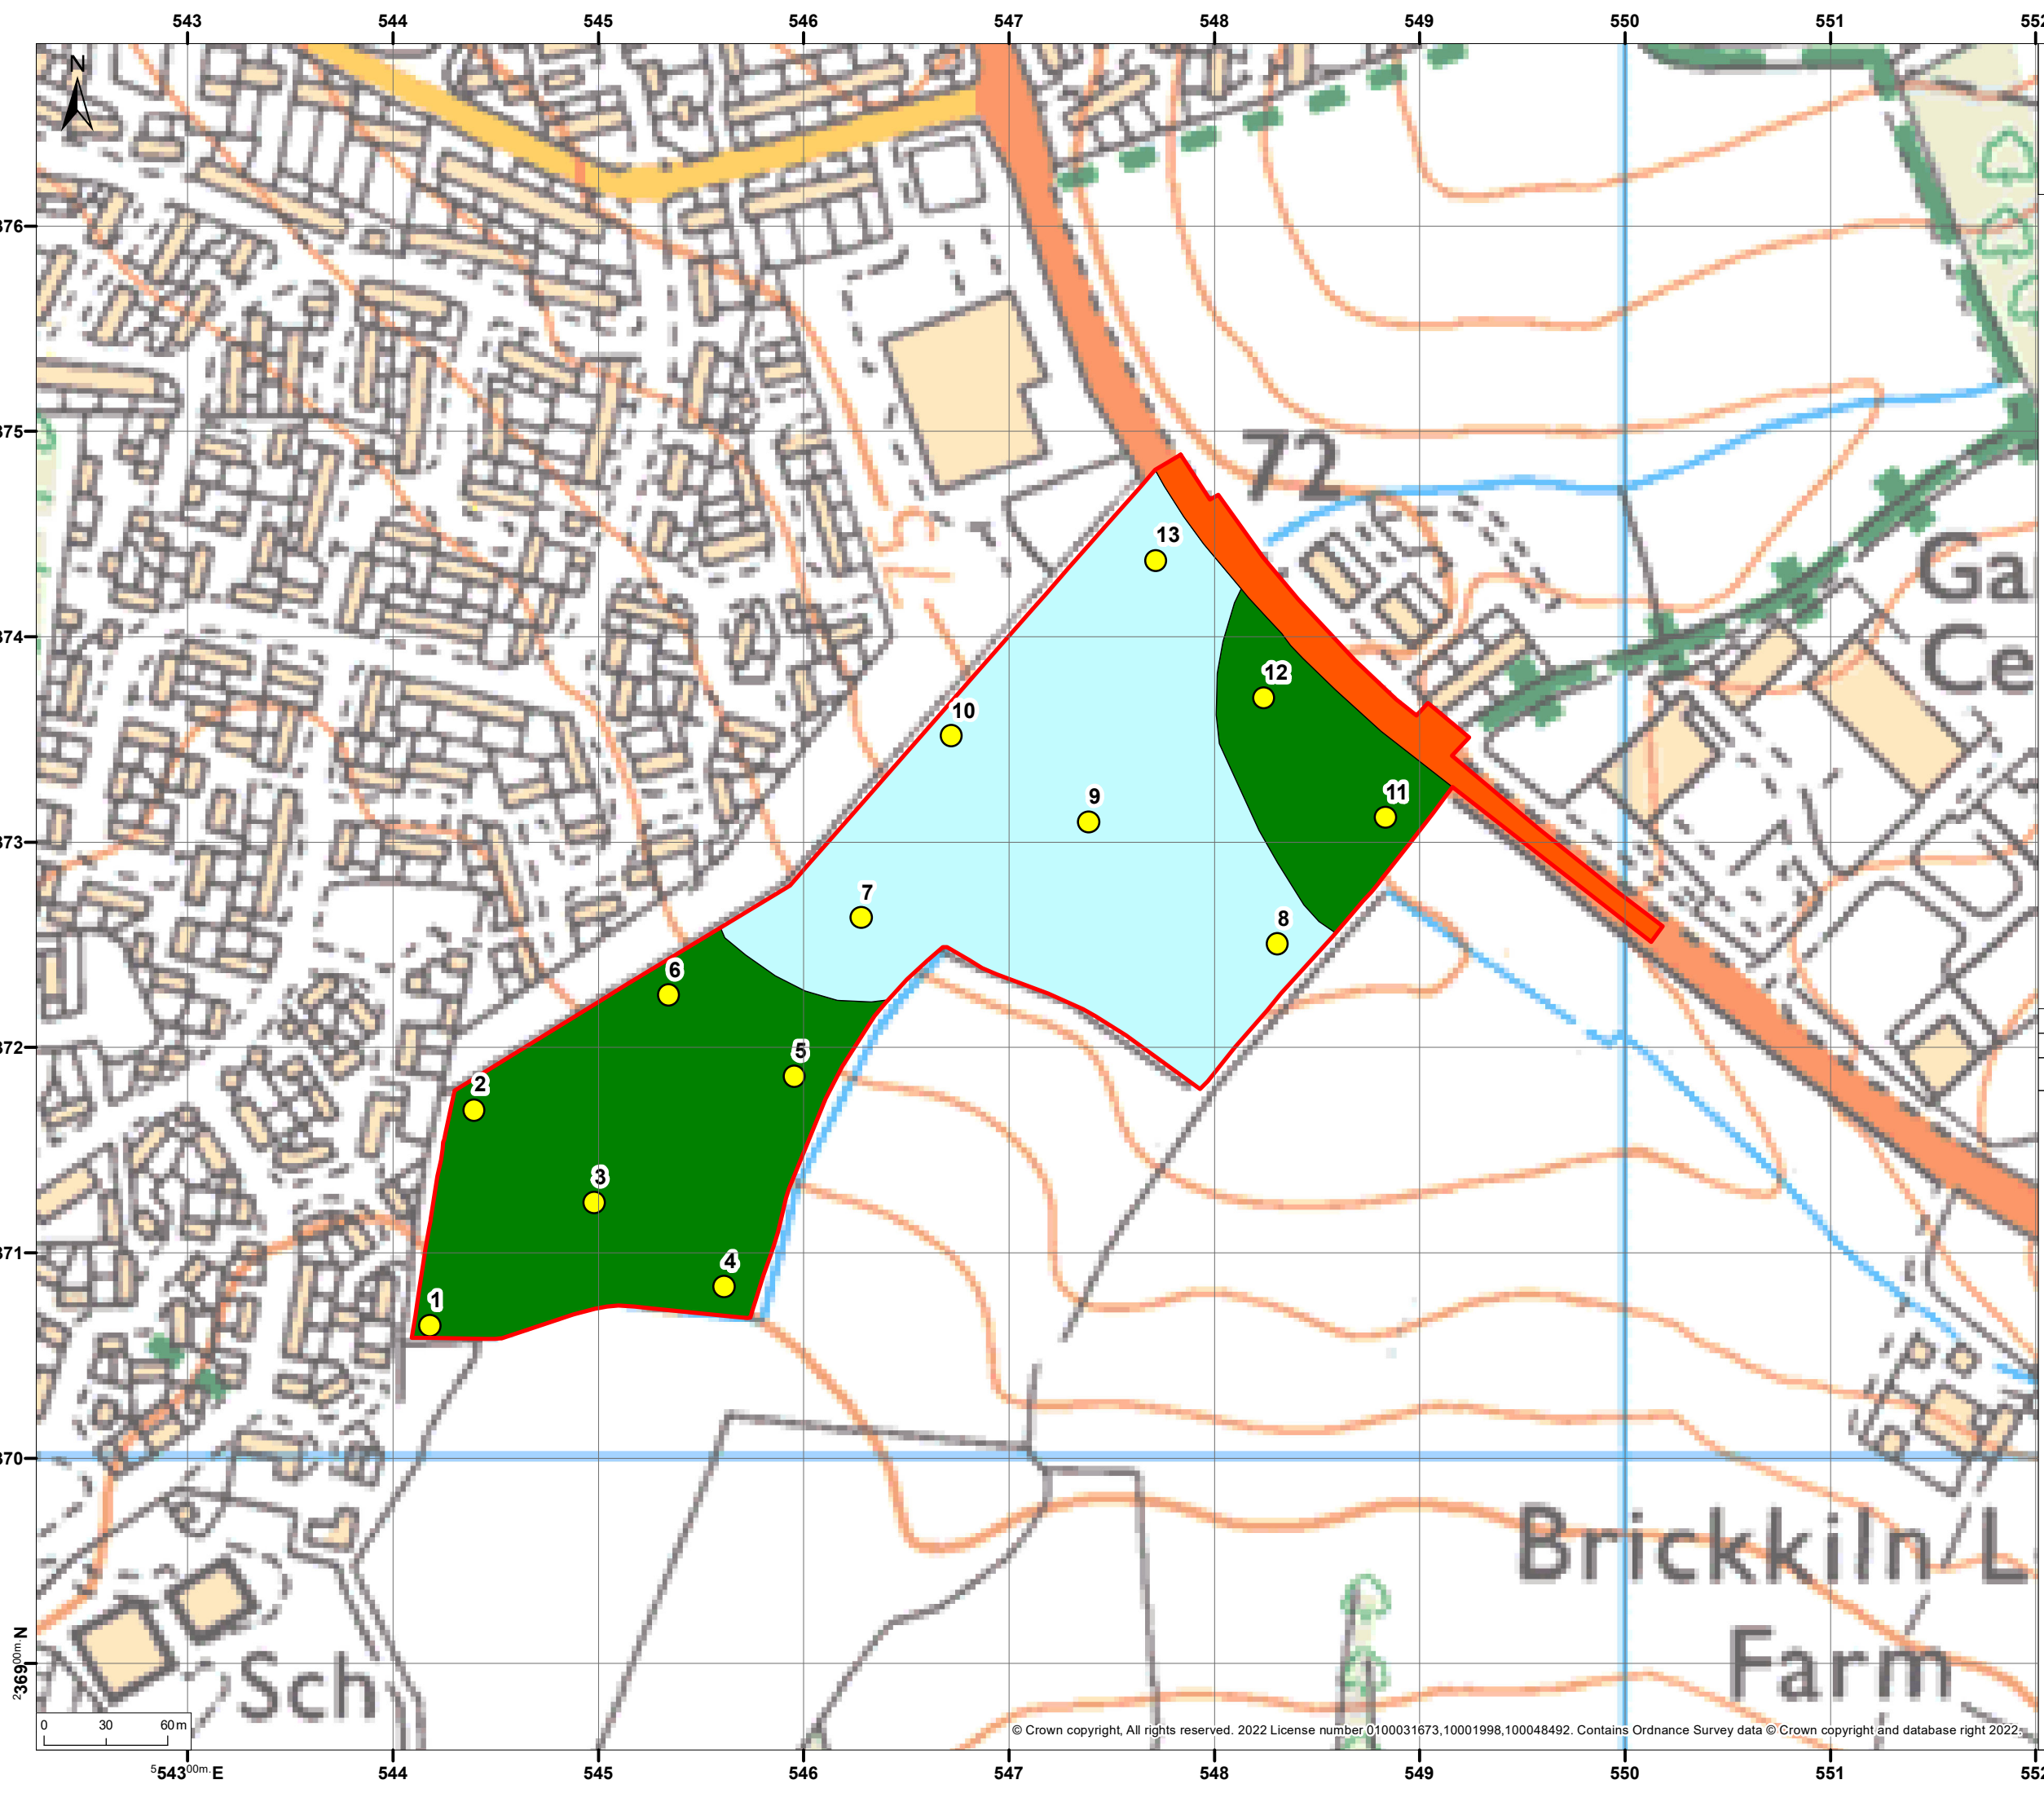 543 544 545 546 547 548 549 550 551 552
N
376
375
72
Ga
13
374
Ce
12
10
11
9
373
7
8
6
372
5
2
3
371
4
1
370
Brickkiln L
Farm
²369⁰⁰ᵐ·N
Sch
0 30 60 m
© Crown copyright, All rights reserved. 2022 License number 0100031673,10001998,100048492. Contains Ordnance Survey data © Crown copyright and database right 2022.
⁵543⁰⁰ᵐ·E 544 545 546 547 548 549 550 551 552